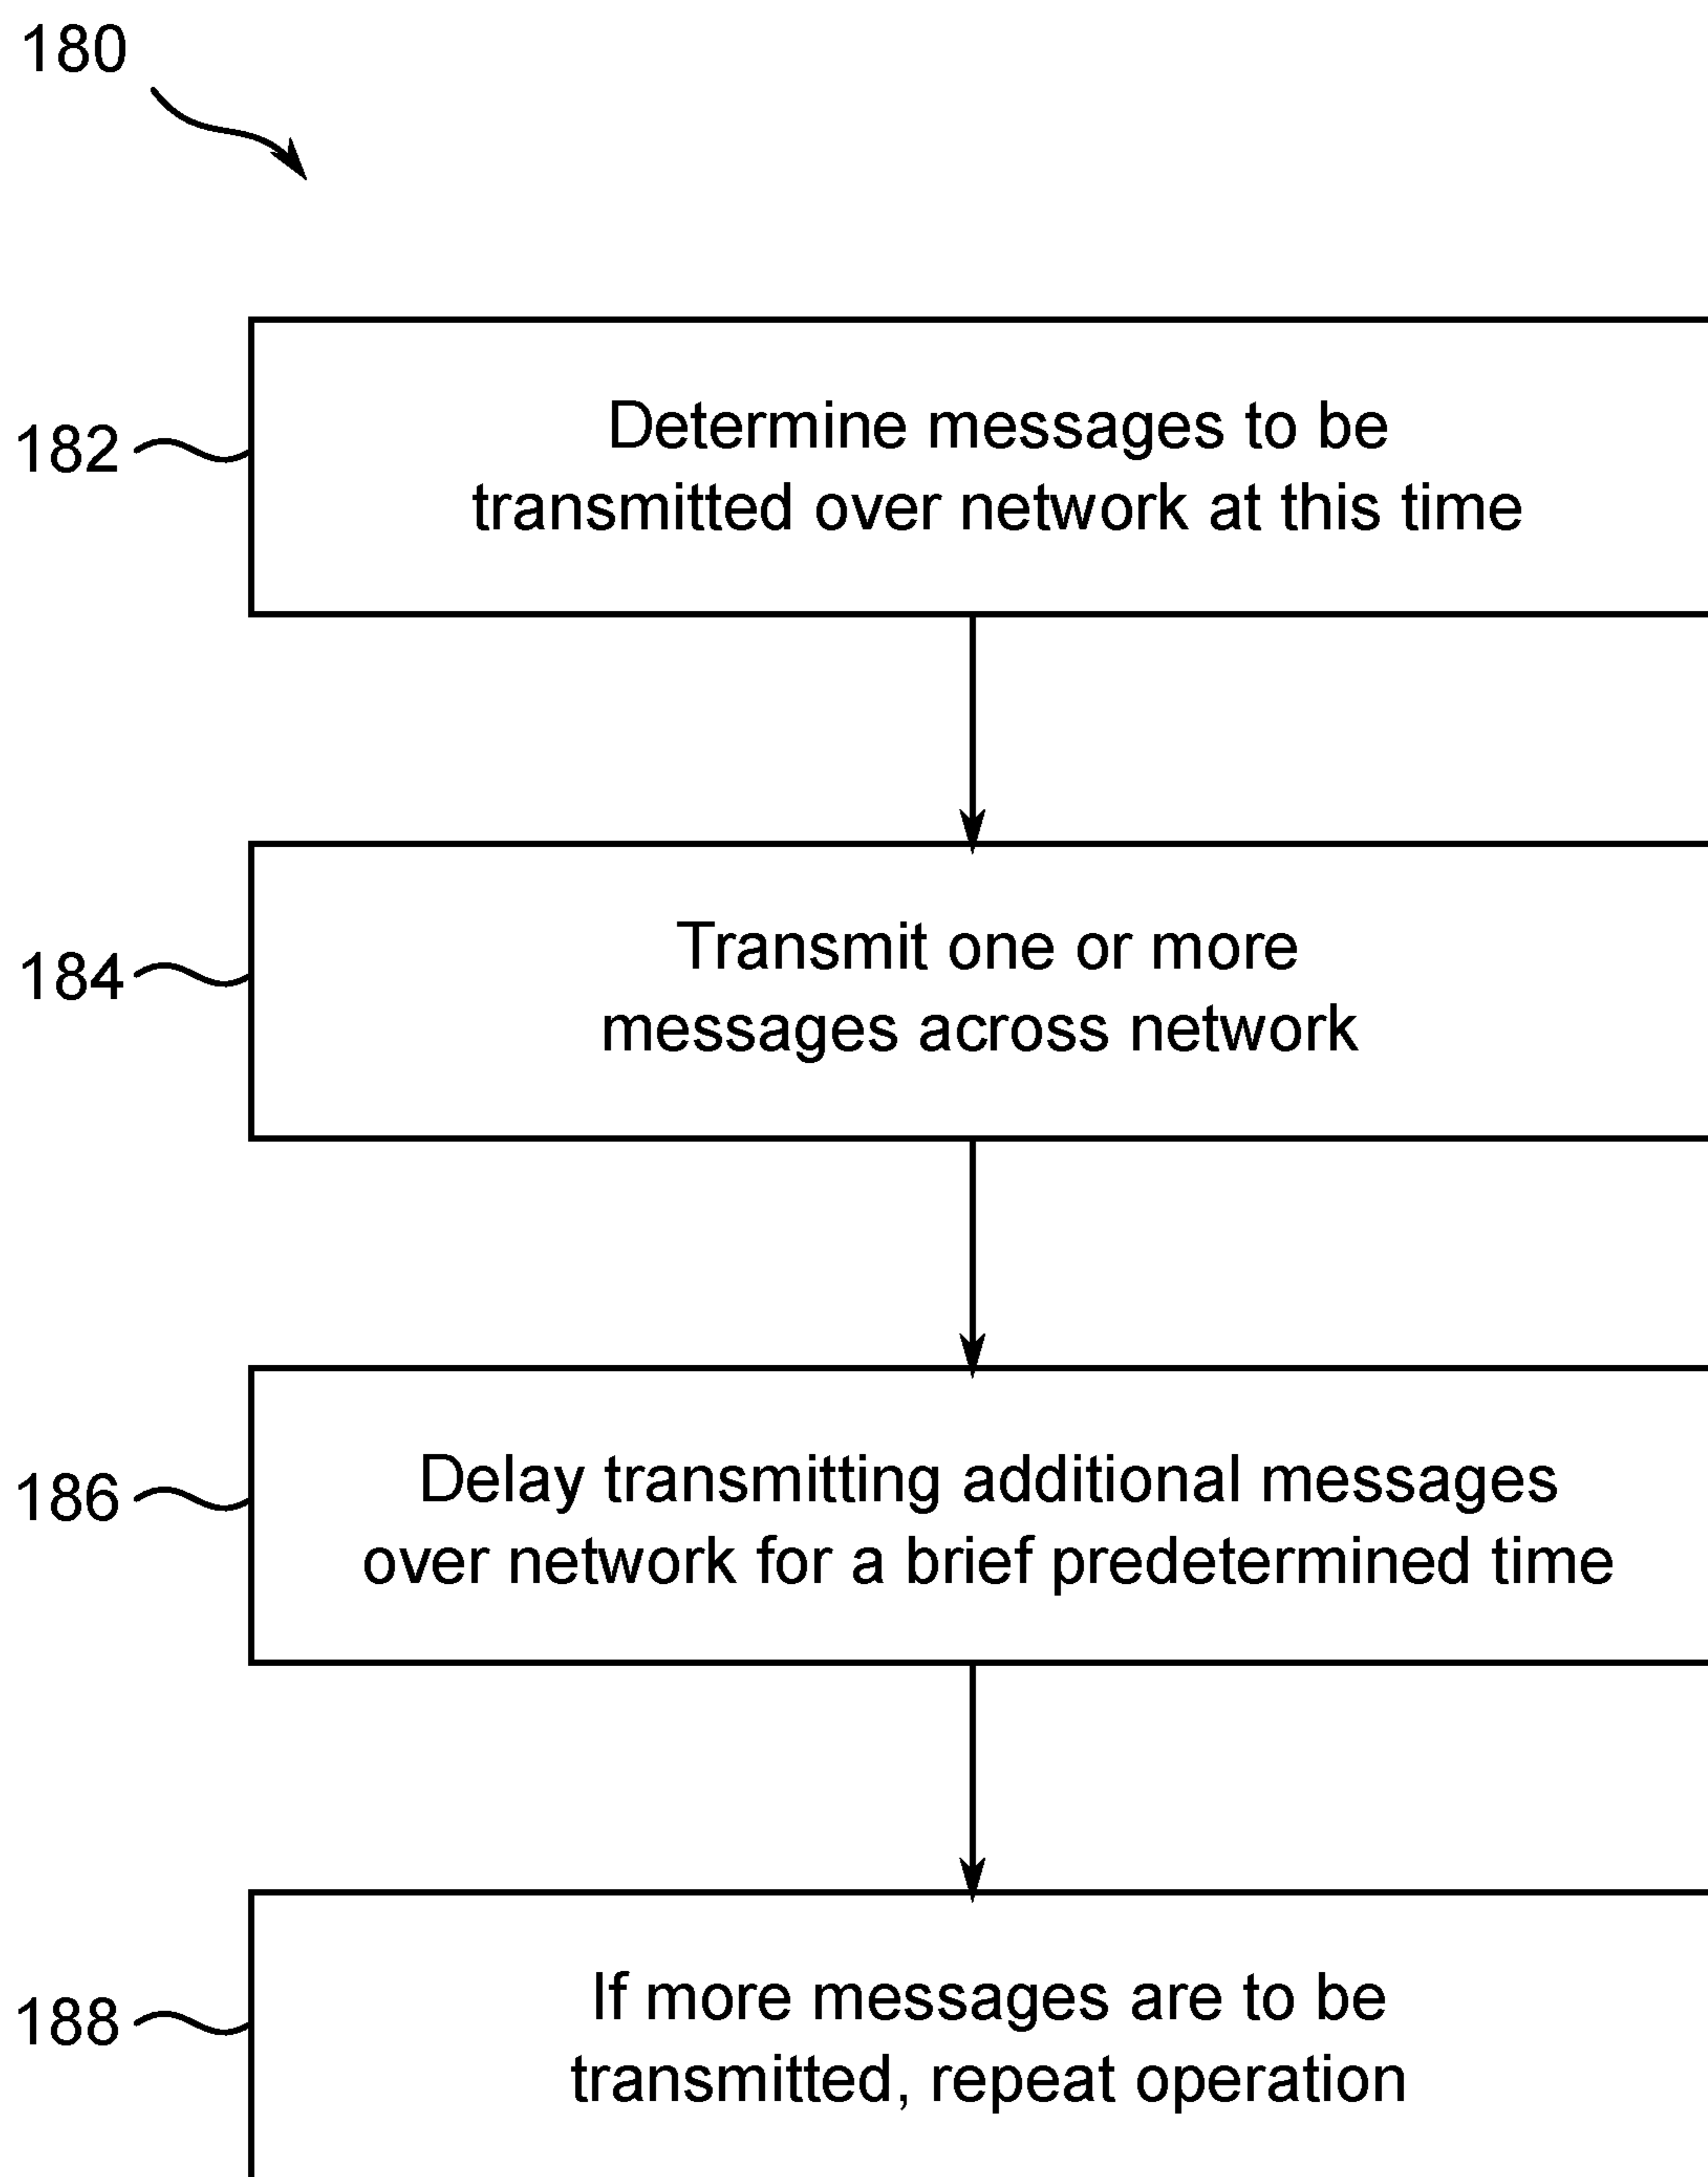 180
182
Determine messages to be
transmitted over network at this time
184
Transmit one or more
messages across network
186
Delay transmitting additional messages
over network for a brief predetermined time
188
If more messages are to be
transmitted, repeat operation